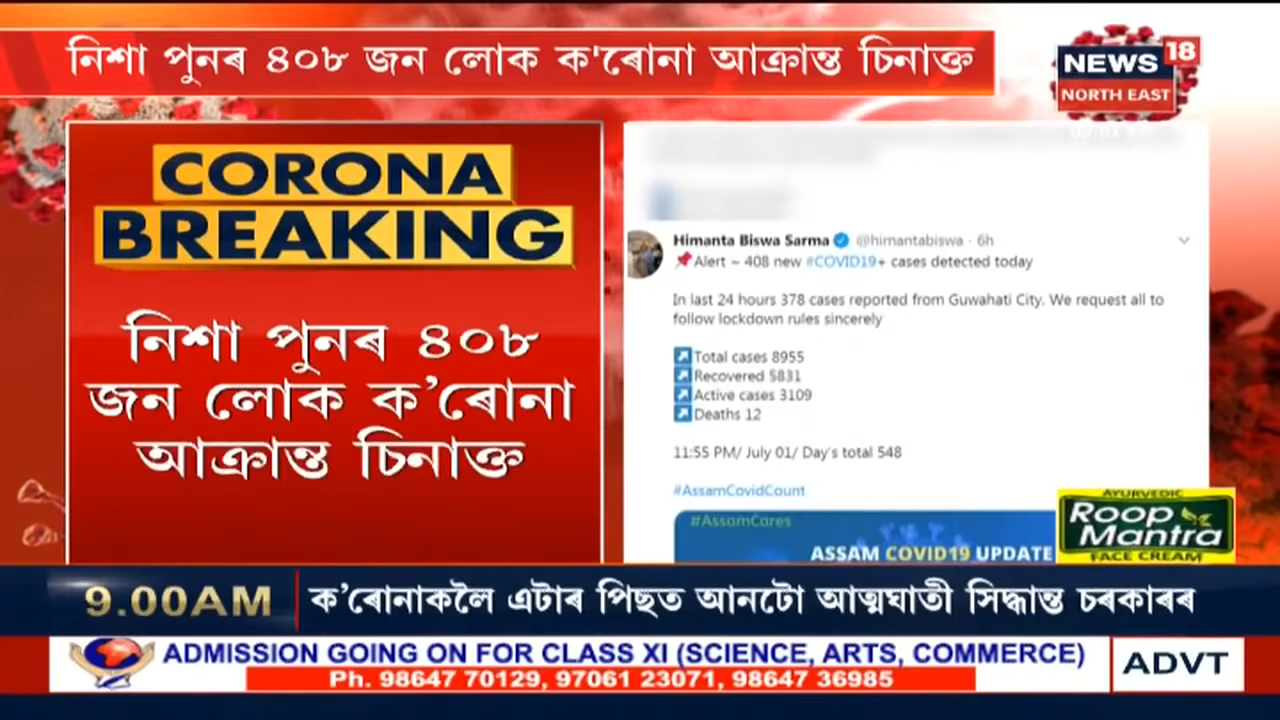 নিশা পুনৰ ৪০৮ জন লোক ক'ৰোনা আক্ৰান্ত চিনাক্ত
NEWS 18
NORTH EAST
CORONA
BREAKING
নিশা পুনৰ ৪০৮
জন লোক ক'ৰোনা
আক্ৰান্ত চিনাক্ত
Himanta Biswa Sarma @himantabiswa · 6h
Alert ~ 408 new #COVID19+ cases detected today
In last 24 hours 378 cases reported from Guwahati City. We request all to
follow lockdown rules sincerely
Total cases 8955
Recovered 5831
Active cases 3109
Deaths 12
11:55 PM/ July 01/ Day's total 548
#AssamCovidCount
#AssamCares
ASSAM COVID19 UPDATE
AYURVEDIC
Roop
Mantra
FACE CREAM
9.00AM
ক'ৰোনাকলৈ এটাৰ পিছত আনটো আত্মঘাতী সিদ্ধান্ত চৰকাৰৰ
ADMISSION GOING ON FOR CLASS XI (SCIENCE, ARTS, COMMERCE)
Ph. 98647 70129, 97061 23071, 98647 36985
ADVT